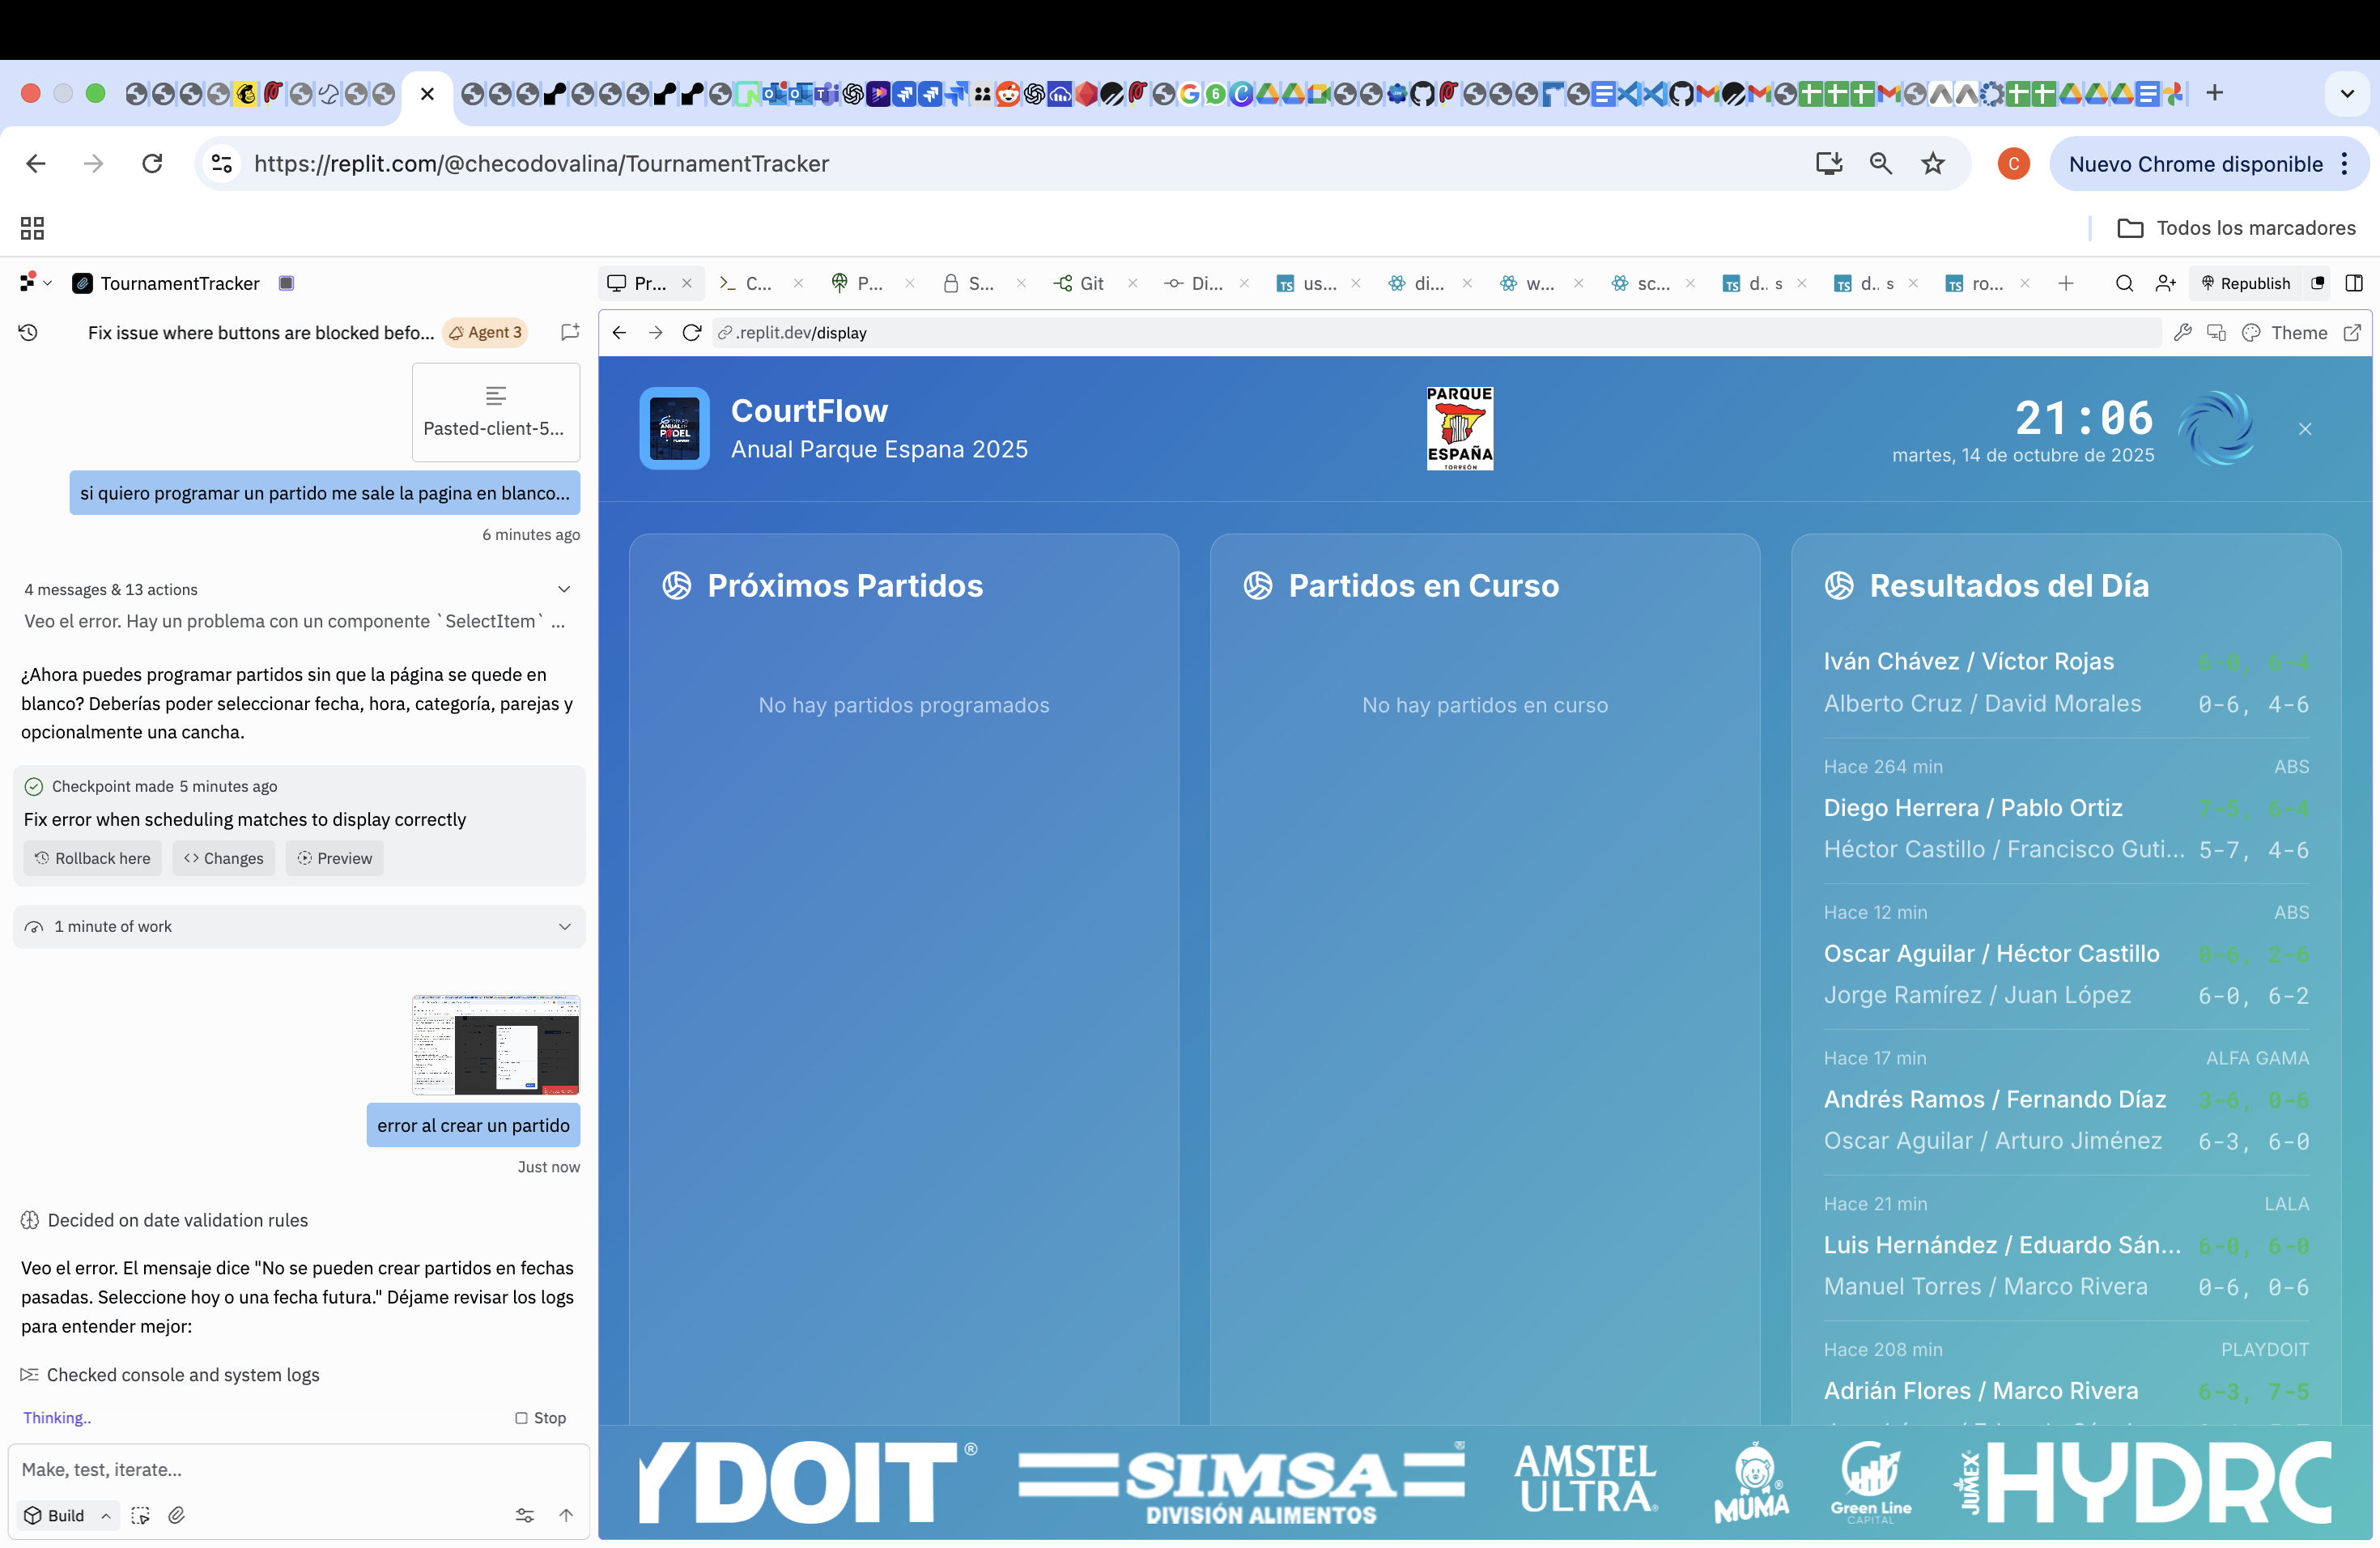 https://replit.com/@checodovalina/TournamentTracker
C
Nuevo Chrome disponible
Todos los marcadores
TournamentTracker
Pr...
C...
P...
S...
Git
Di...
us...
di...
w...
sc...
d.. s
d.. s
ro...
Republish
Fix issue where buttons are blocked befo...
Agent 3
.replit.dev/display
Theme
Pasted-client-5...
si quiero programar un partido me sale la pagina en blanco...
6 minutes ago
4 messages & 13 actions
Veo el error. Hay un problema con un componente `SelectItem` ...
¿Ahora puedes programar partidos sin que la página se quede en
blanco? Deberías poder seleccionar fecha, hora, categoría, parejas y
opcionalmente una cancha.
Checkpoint made 5 minutes ago
Fix error when scheduling matches to display correctly
Rollback here
Changes
Preview
1 minute of work
error al crear un partido
Just now
Decided on date validation rules
Veo el error. El mensaje dice "No se pueden crear partidos en fechas
pasadas. Seleccione hoy o una fecha futura." Déjame revisar los logs
para entender mejor:
Checked console and system logs
Thinking..
Stop
Make, test, iterate...
Build
CourtFlow
Anual Parque Espana 2025
PARQUE
ESPAÑA
TORREÓN
21:06
martes, 14 de octubre de 2025
Próximos Partidos
No hay partidos programados
Partidos en Curso
No hay partidos en curso
Resultados del Día
Iván Chávez / Víctor Rojas 6-0, 6-4
Alberto Cruz / David Morales 0-6, 4-6
Hace 264 min ABS
Diego Herrera / Pablo Ortiz 7-5, 6-4
Héctor Castillo / Francisco Guti... 5-7, 4-6
Hace 12 min ABS
Oscar Aguilar / Héctor Castillo 0-6, 2-6
Jorge Ramírez / Juan López 6-0, 6-2
Hace 17 min ALFA GAMA
Andrés Ramos / Fernando Díaz 3-6, 0-6
Oscar Aguilar / Arturo Jiménez 6-3, 6-0
Hace 21 min LALA
Luis Hernández / Eduardo Sán... 6-0, 6-0
Manuel Torres / Marco Rivera 0-6, 0-6
Hace 208 min PLAYDOIT
Adrián Flores / Marco Rivera 6-3, 7-5
YDOIT®
SIMSA
DIVISIÓN ALIMENTOS
AMSTEL
ULTRA
MUMA
Green Line
CAPITAL
JUMEX
HYDRO